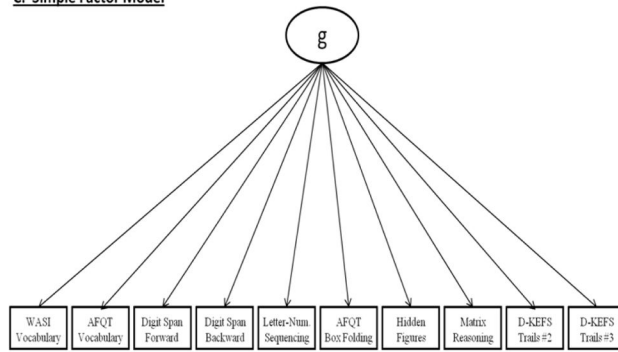 C. Simple Factor Model
g
WASI
Vocabulary
AFQT
Vocabulary
Digit Span
Forward
Digit Span
Backward
Letter-Num.
Sequencing
AFQT
Box Folding
Hidden
Figures
Matrix
Reasoning
D-KEFS
Trails #2
D-KEFS
Trails #3